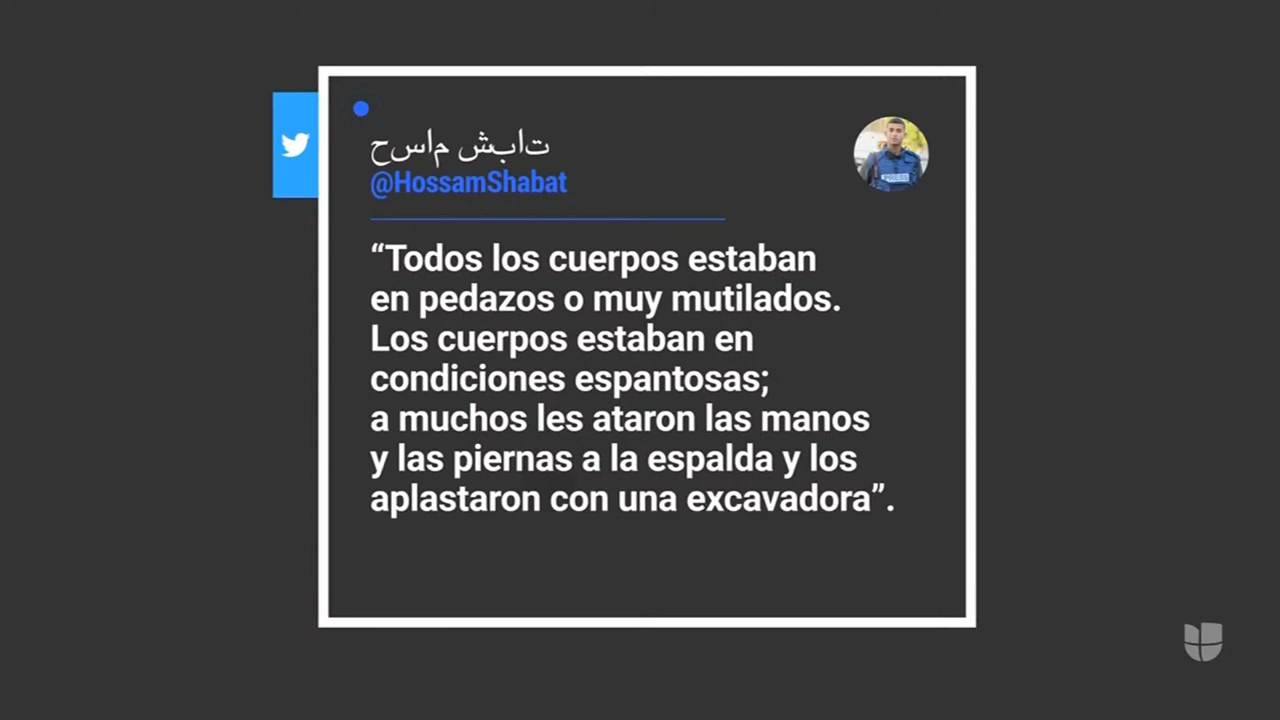 حسام شبات
@HossamShabat
“Todos los cuerpos estaban
en pedazos o muy mutilados.
Los cuerpos estaban en
condiciones espantosas;
a muchos les ataron las manos
y las piernas a la espalda y los
aplastaron con una excavadora”.
PRESS